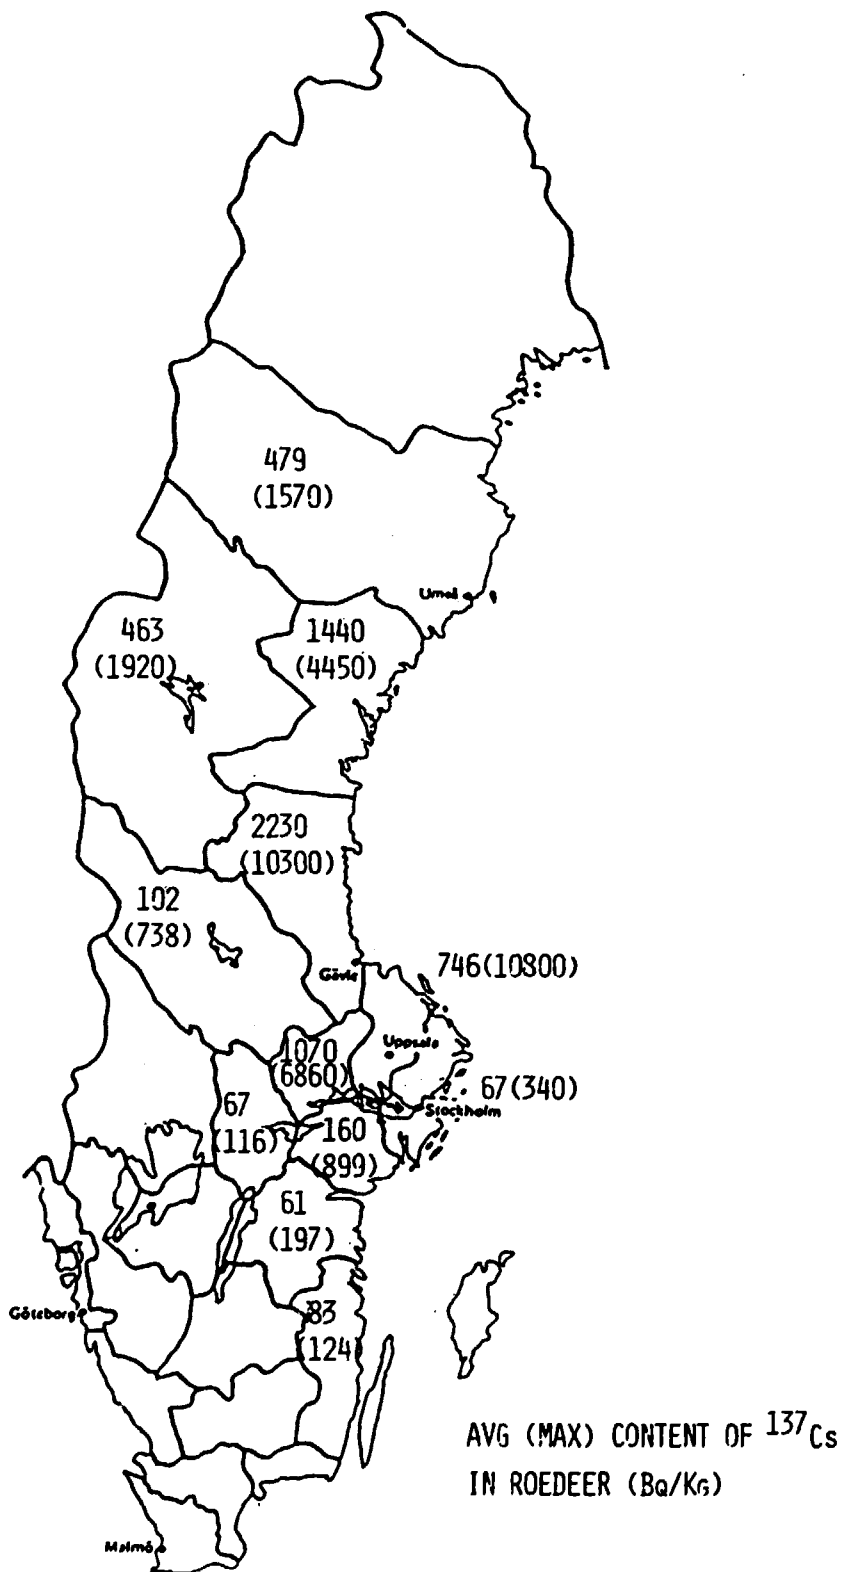 479
(1570)
Umeå
463
(1920)
1440
(4450)
2230
(10300)
102
(738)
Gävle
746(10800)
1070
(6860)
Uppsala
67(340)
Stockholm
67
(116)
160
(899)
61
(197)
Göteborg
83
(124)
AVG (MAX) CONTENT OF 137Cs
IN ROEDEER (BQ/KG)
Malmö